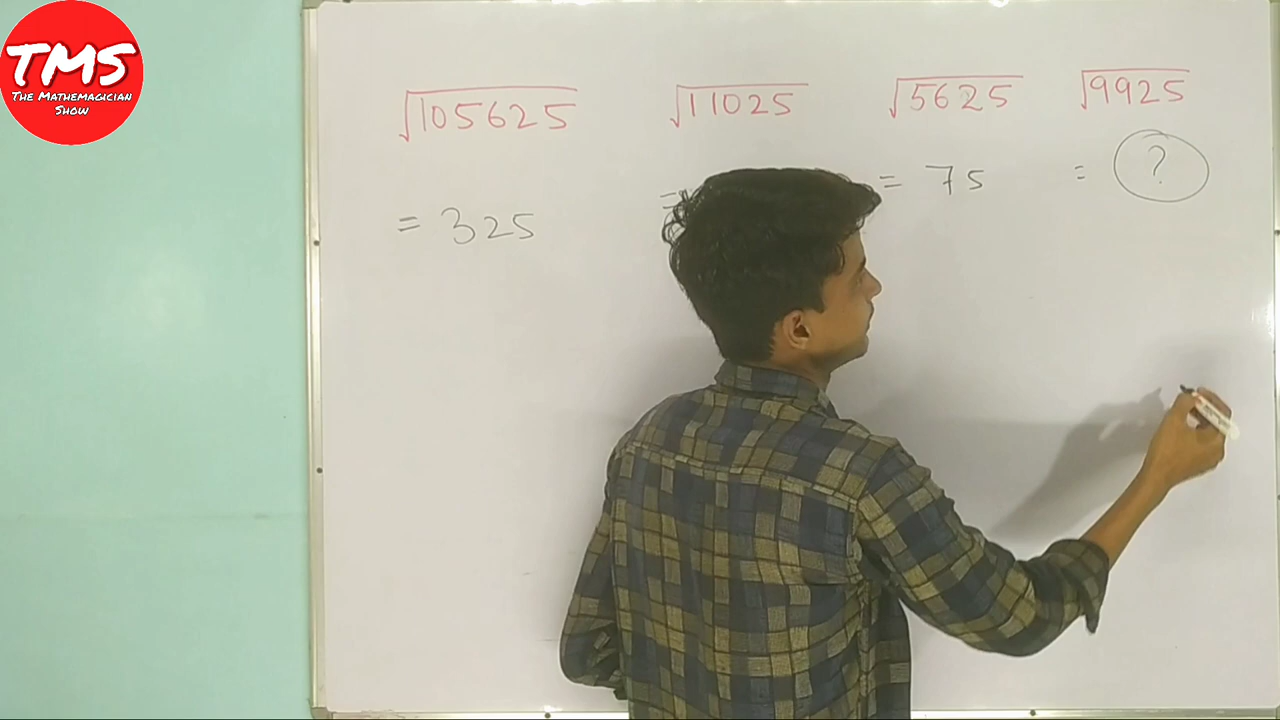 TMS
The Mathemagician
Show
√105625 √11025 √5625 √9925
= 325 = = 75 = ?